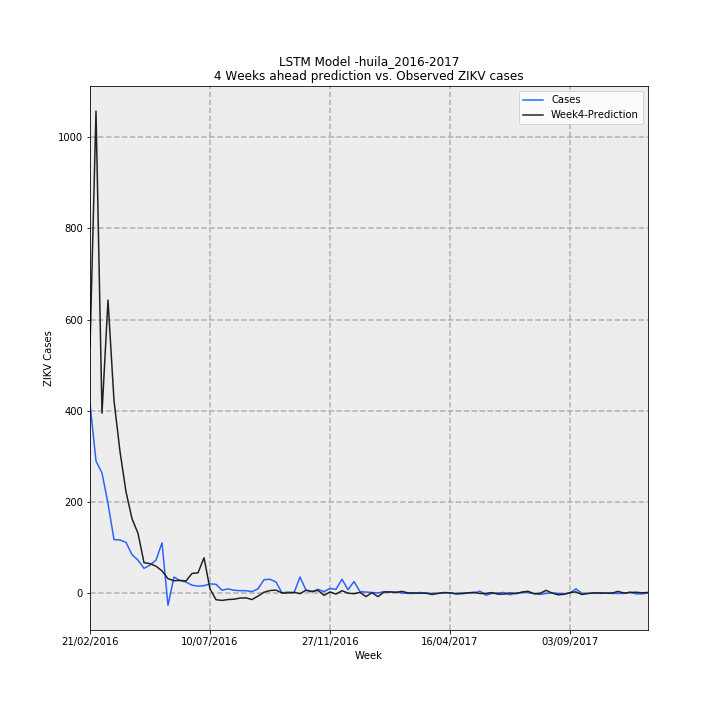 LSTM Model -huila_2016-2017
4 Weeks ahead prediction vs. Observed ZIKV cases
Cases
Week4-Prediction
1000
800
600
400
200
0
ZIKV Cases
21/02/2016 10/07/2016 27/11/2016 16/04/2017 03/09/2017
Week